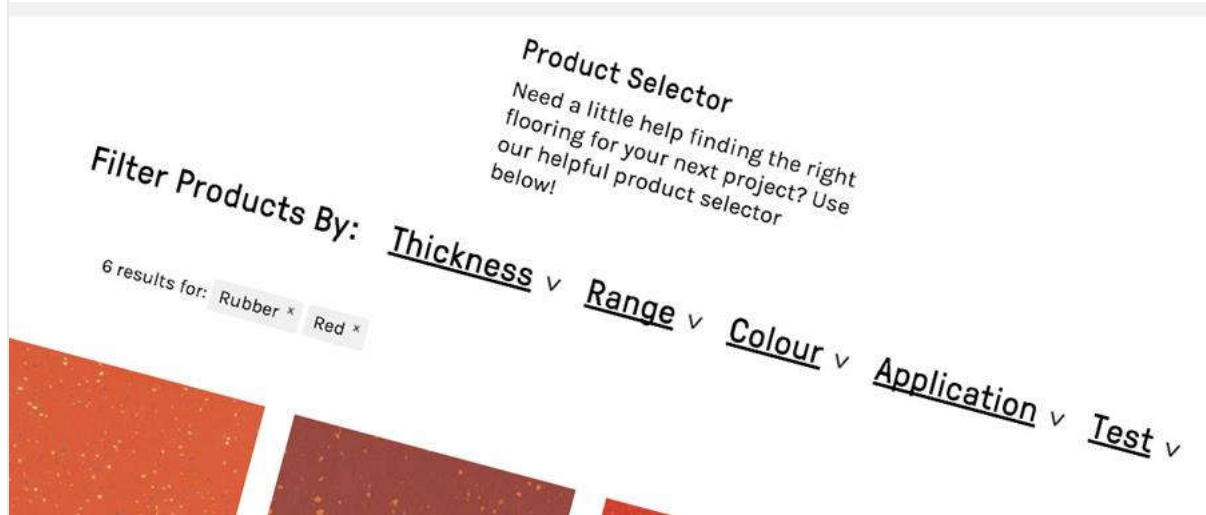 Product Selector
Need a little help finding the right
flooring for your next project? Use
our helpful product selector
below!
Filter Products By: Thickness v Range v Colour v Application v Test v
6 results for: Rubber × Red ×